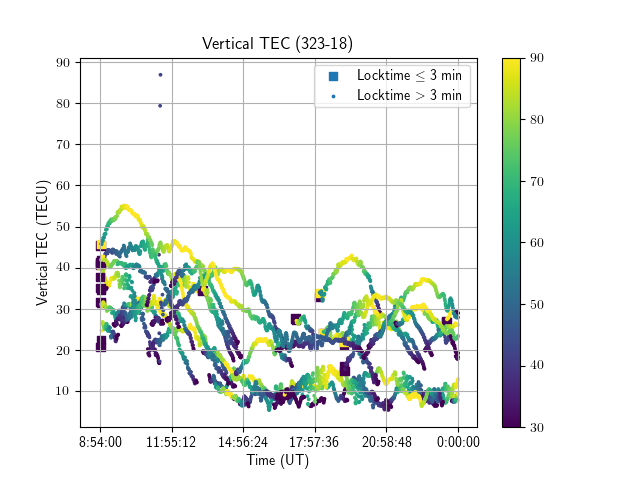 Vertical TEC (323-18)
Locktime ≤ 3 min
Locktime > 3 min
Vertical TEC (TECU)
90
80
70
60
50
40
30
20
10
8:54:00 11:55:12 14:56:24 17:57:36 20:58:48 0:00:00
Time (UT)
90
80
70
60
50
40
30